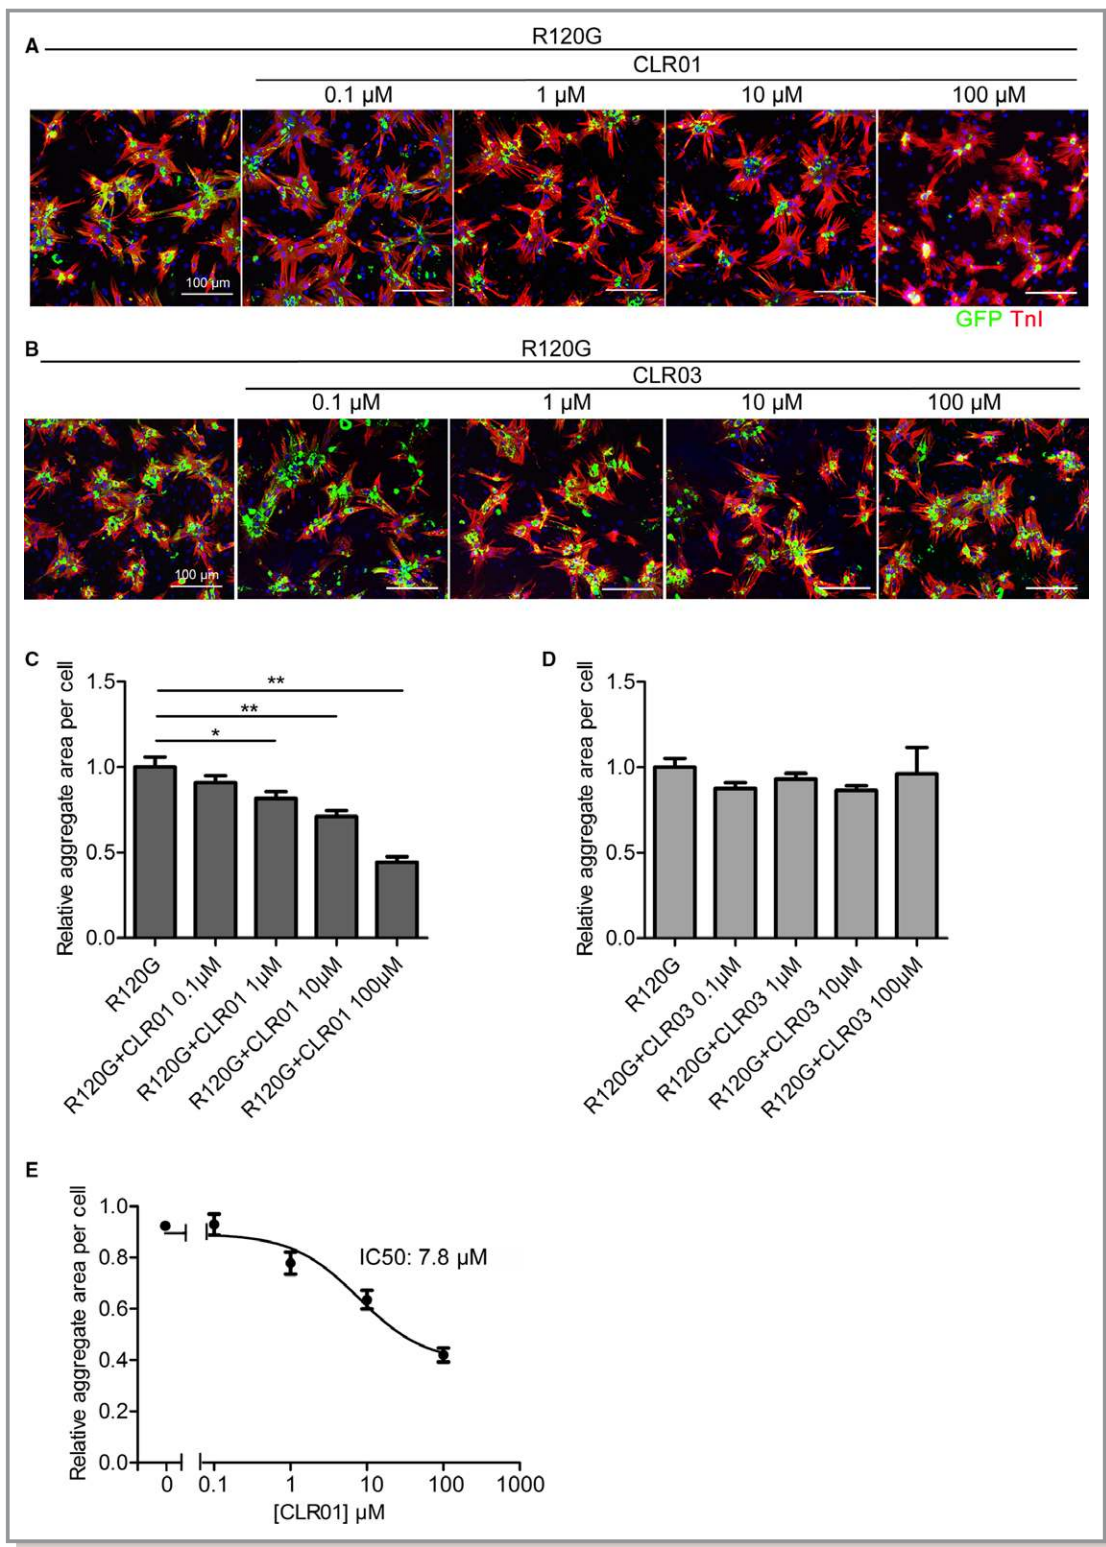 A
R120G
CLR01
0.1 µM 1 µM 10 µM 100 µM
100 µm
GFP TnI
B
R120G
CLR03
0.1 µM 1 µM 10 µM 100 µM
100 µm
C
Relative aggregate area per cell
1.5
1.0
0.5
0.0
**
**
*
R120G
R120G+CLR01 0.1µM
R120G+CLR01 1µM
R120G+CLR01 10µM
R120G+CLR01 100µM
D
Relative aggregate area per cell
1.5
1.0
0.5
0.0
R120G
R120G+CLR03 0.1µM
R120G+CLR03 1µM
R120G+CLR03 10µM
R120G+CLR03 100µM
E
Relative aggregate area per cell
1.0
0.8
0.6
0.4
0.2
0.0
IC50: 7.8 µM
0 0.1 1 10 100 1000
[CLR01] µM